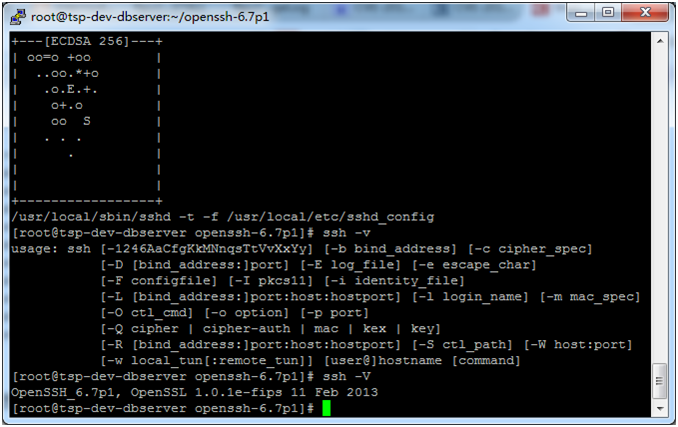 root@tsp-dev-dbserver:~/openssh-6.7p1
+---[ECDSA 256]---+
| oo=o +oo        |
|  ..oo.*+o       |
|   .o.E.+.       |
|    o+.o         |
|    oo  S        |
|   . . .         |
|      .          |
|                 |
|                 |
+-----------------+
/usr/local/sbin/sshd -t -f /usr/local/etc/sshd_config
[root@tsp-dev-dbserver openssh-6.7p1]# ssh -v
usage: ssh [-1246AaCfgKkMNnqsTtVvXxYy] [-b bind_address] [-c cipher_spec]
           [-D [bind_address:]port] [-E log_file] [-e escape_char]
           [-F configfile] [-I pkcs11] [-i identity_file]
           [-L [bind_address:]port:host:hostport] [-l login_name] [-m mac_spec]
           [-O ctl_cmd] [-o option] [-p port]
           [-Q cipher | cipher-auth | mac | kex | key]
           [-R [bind_address:]port:host:hostport] [-S ctl_path] [-W host:port]
           [-w local_tun[:remote_tun]] [user@]hostname [command]
[root@tsp-dev-dbserver openssh-6.7p1]# ssh -V
OpenSSH_6.7p1, OpenSSL 1.0.1e-fips 11 Feb 2013
[root@tsp-dev-dbserver openssh-6.7p1]#